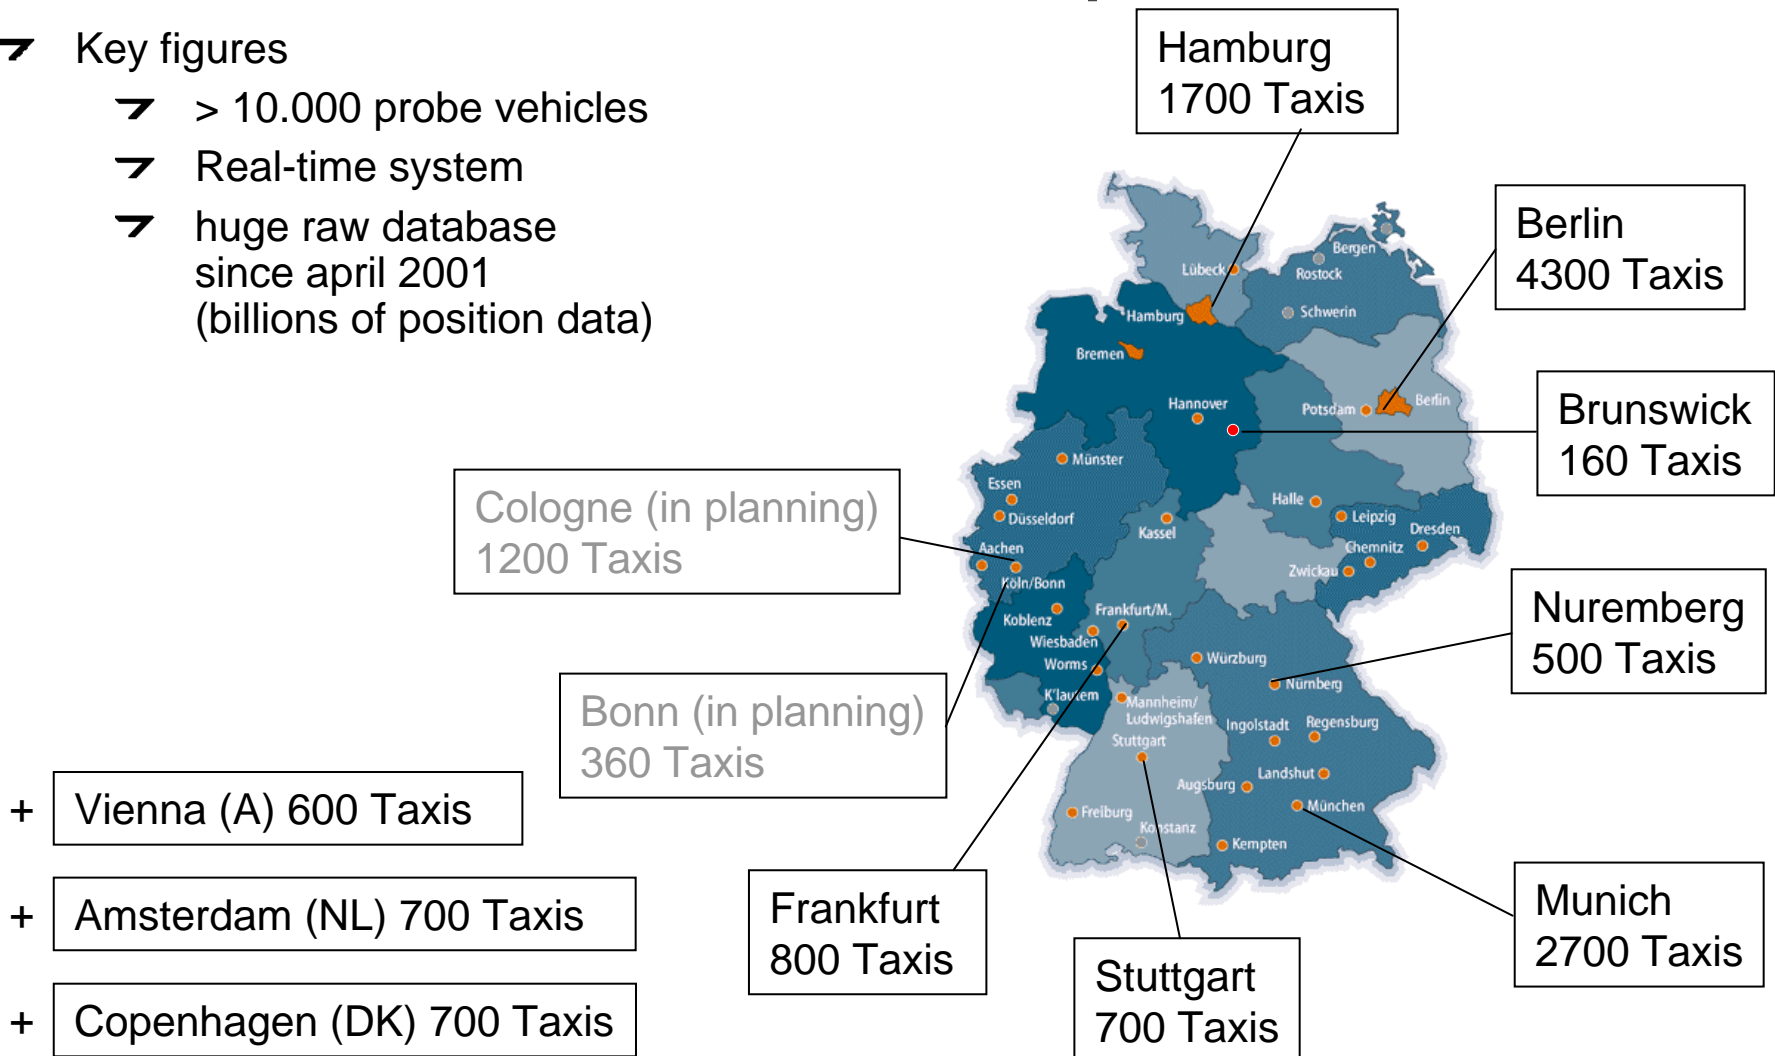 Key figures
> 10.000 probe vehicles
Real-time system
huge raw database
since april 2001
(billions of position data)
Hamburg
1700 Taxis
Berlin
4300 Taxis
Brunswick
160 Taxis
Cologne (in planning)
1200 Taxis
Nuremberg
500 Taxis
Bonn (in planning)
360 Taxis
+ Vienna (A) 600 Taxis
+ Amsterdam (NL) 700 Taxis
+ Copenhagen (DK) 700 Taxis
Frankfurt
800 Taxis
Stuttgart
700 Taxis
Munich
2700 Taxis
Bergen
Lübeck
Rostock
Schwerin
Hamburg
Bremen
Hannover
Potsdam
Berlin
Münster
Essen
Düsseldorf
Kassel
Halle
Leipzig
Dresden
Chemnitz
Zwickau
Aachen
Köln/Bonn
Koblenz
Frankfurt/M.
Wiesbaden
Worms
Würzburg
Nürnberg
K'lautern
Mannheim/
Ludwigshafen
Ingolstadt
Regensburg
Stuttgart
Augsburg
Landshut
München
Freiburg
Konstanz
Kempten